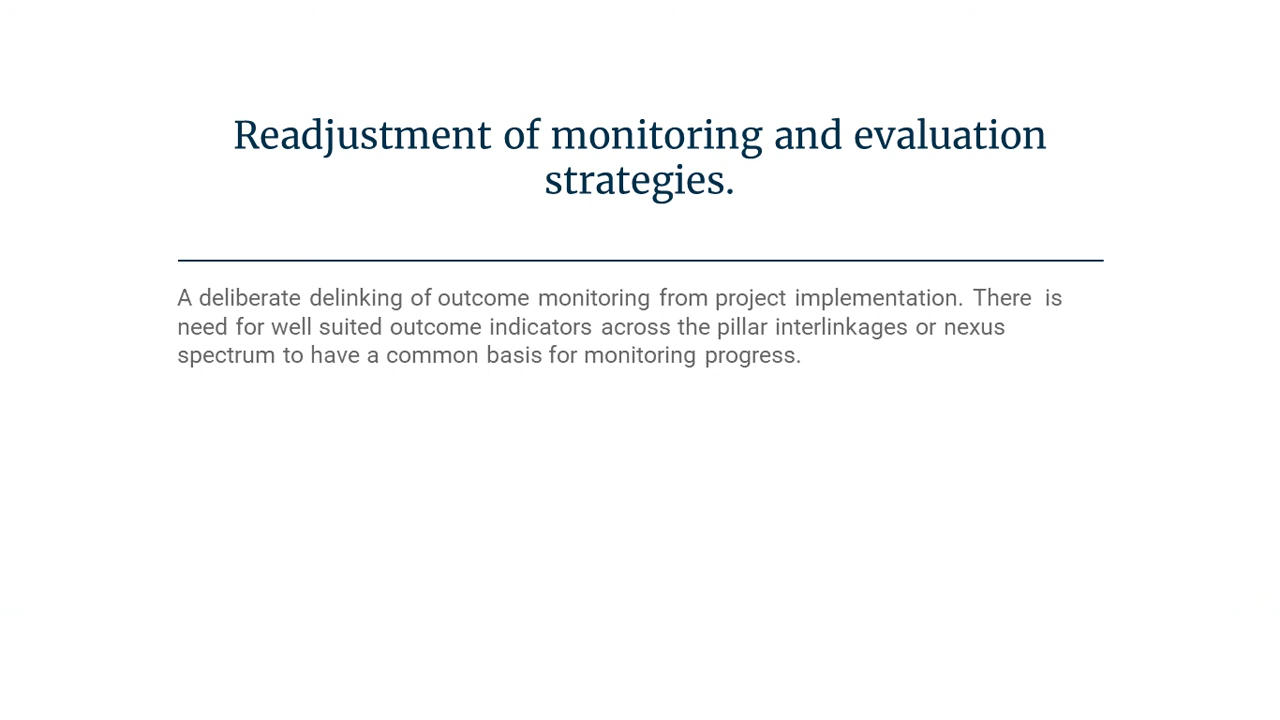 Readjustment of monitoring and evaluation
strategies.
A deliberate delinking of outcome monitoring from project implementation. There is
need for well suited outcome indicators across the pillar interlinkages or nexus
spectrum to have a common basis for monitoring progress.